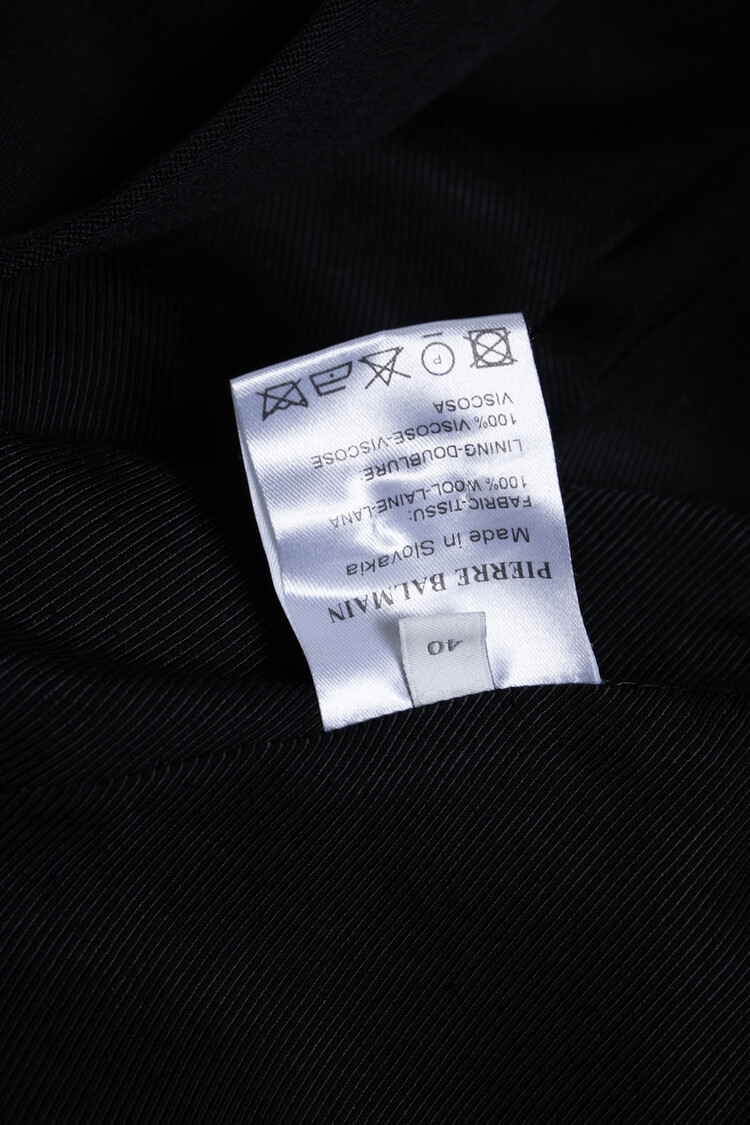 40
PIERRE BALMAIN
Made in Slovakia
FABRIC-TISSU:
100% WOOL-LAINE-LANA
LINING-DOUBLURE:
100% VISCOSE-VISCOSE
VISCOSA
P